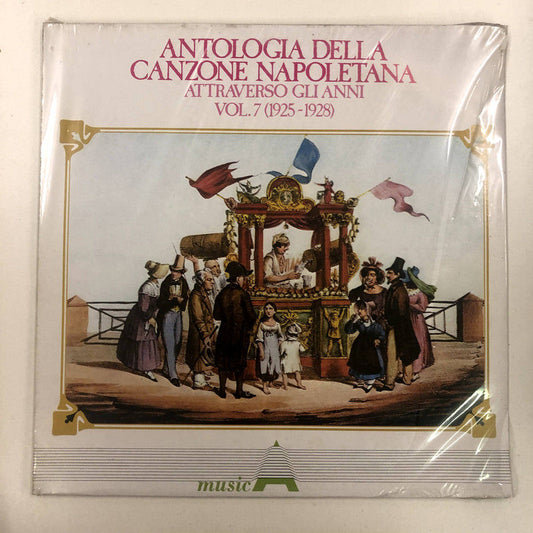 ANTOLOGIA DELLA
CANZONE NAPOLETANA
ATTRAVERSO GLI ANNI
VOL. 7 (1925-1928)
music A